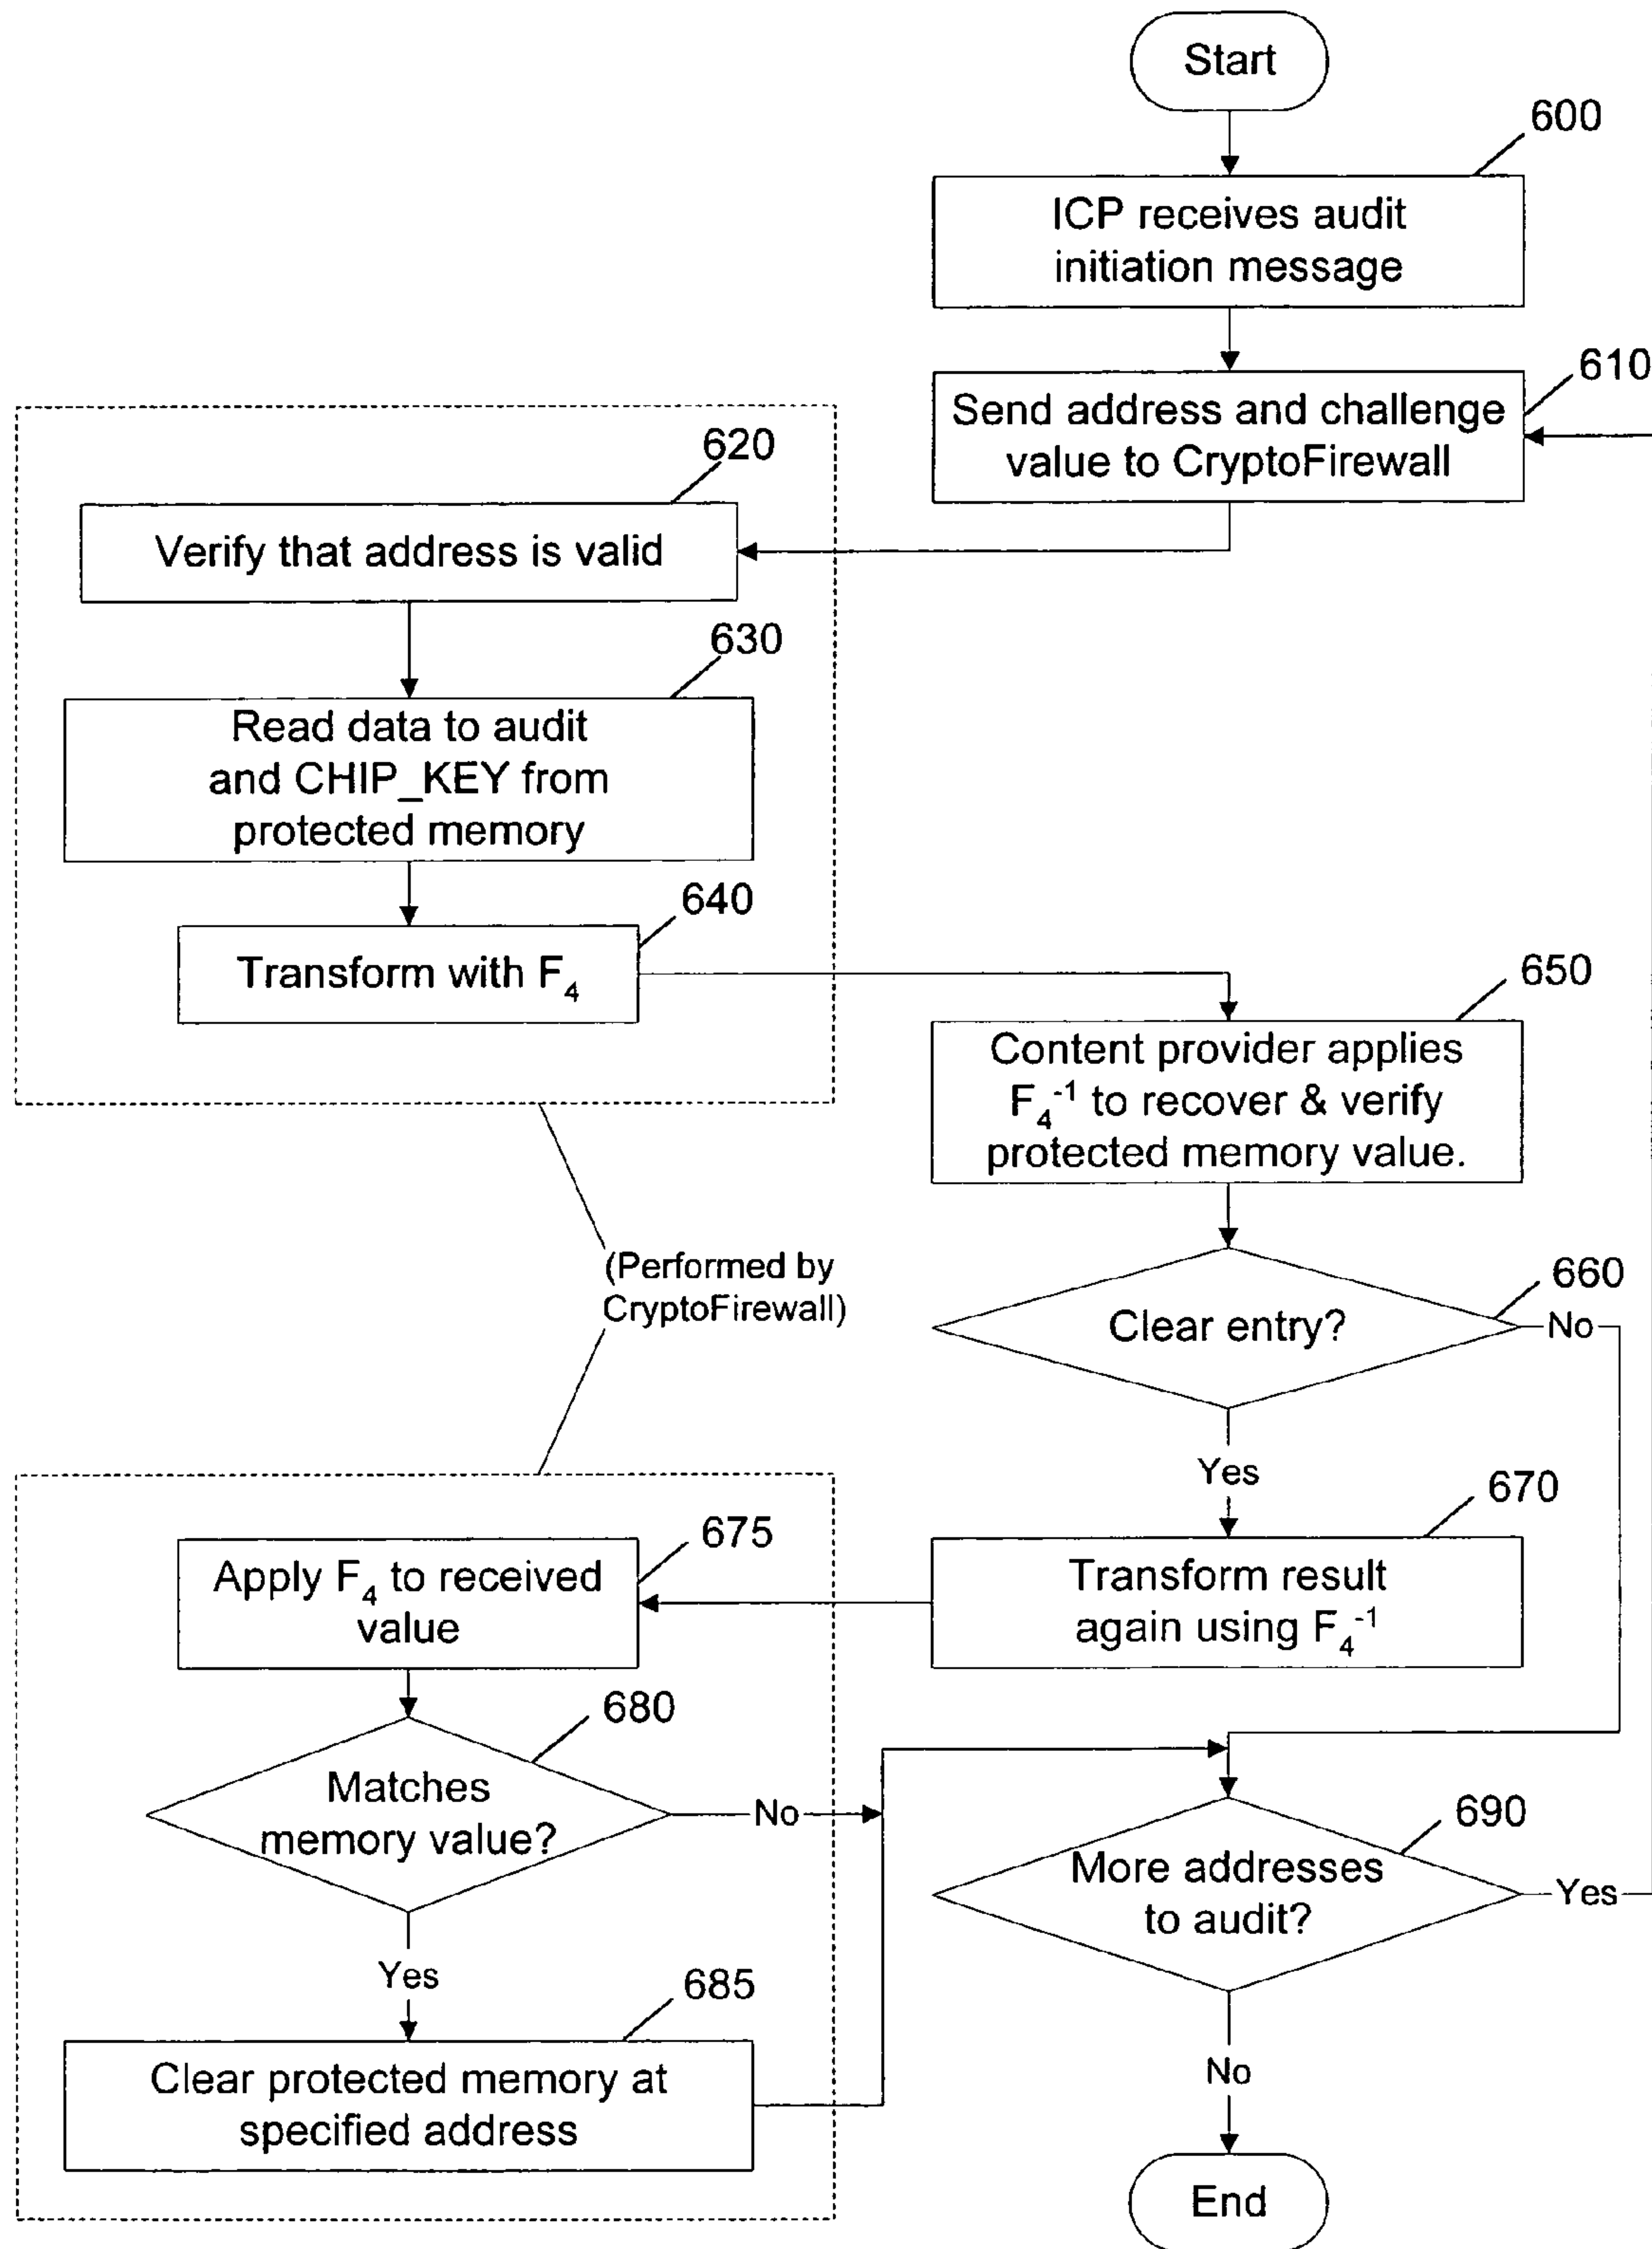 Start
600
ICP receives audit
initiation message
610
Send address and challenge
value to CryptoFirewall
620
Verify that address is valid
630
Read data to audit
and CHIP_KEY from
protected memory
640
Transform with F₄
650
Content provider applies
F₄⁻¹ to recover & verify
protected memory value.
(Performed by
CryptoFirewall)
660
Clear entry?
No
Yes
670
Transform result
again using F₄⁻¹
675
Apply F₄ to received
value
680
Matches
memory value?
No
Yes
685
Clear protected memory at
specified address
690
More addresses
to audit?
Yes
No
End